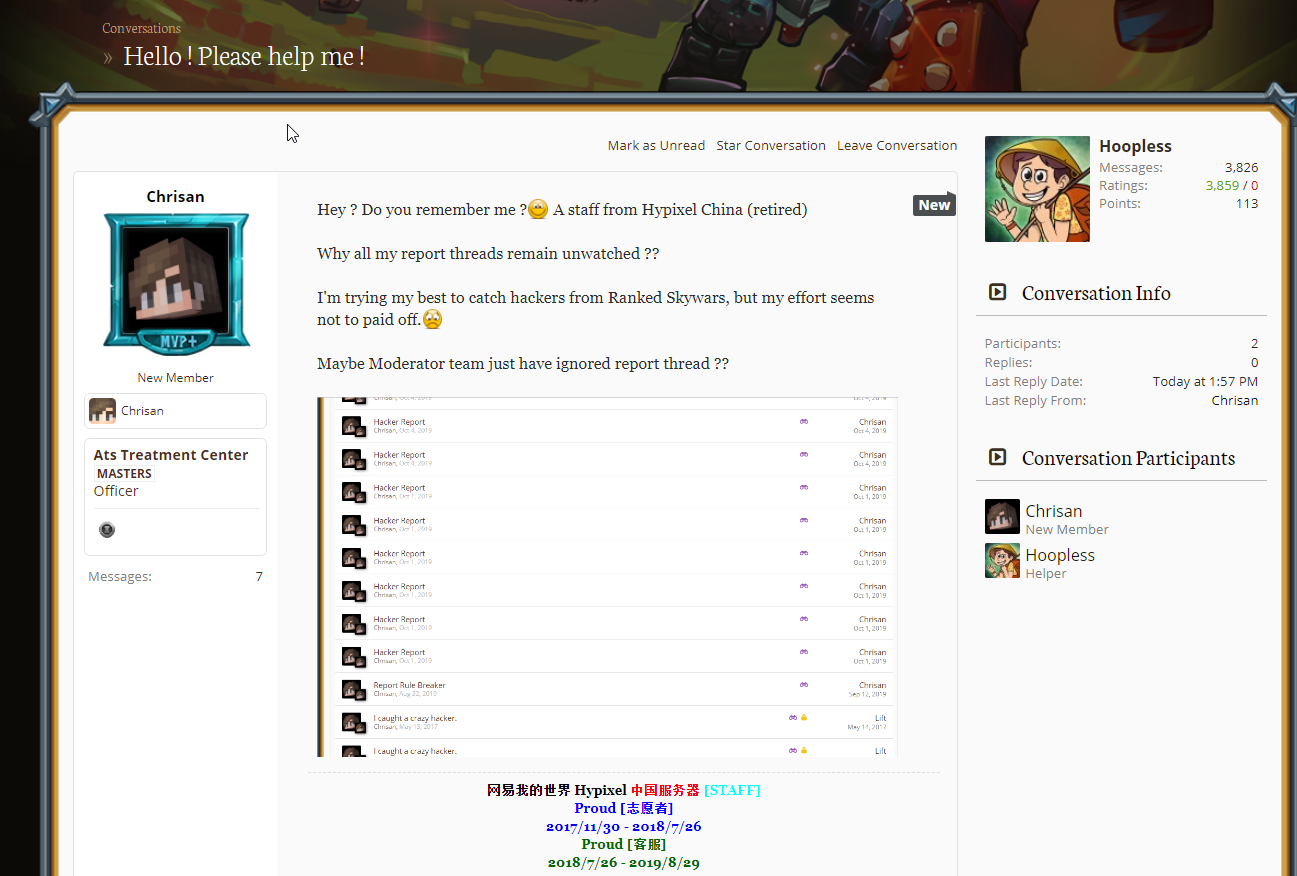 Conversations
» Hello ! Please help me !
Mark as Unread Star Conversation Leave Conversation
Chrisan
MVP+
New Member
Chrisan
Ats Treatment Center
MASTERS
Officer
Messages: 7
New
Hey ? Do you remember me ? A staff from Hypixel China (retired)
Why all my report threads remain unwatched ??
I'm trying my best to catch hackers from Ranked Skywars, but my effort seems
not to paid off.
Maybe Moderator team just have ignored report thread ??
Chrisan, Oct 4, 2019 Oct 4, 2019
Hacker Report Chrisan
Chrisan, Oct 4, 2019 Oct 4, 2019
Hacker Report Chrisan
Chrisan, Oct 4, 2019 Oct 4, 2019
Hacker Report Chrisan
Chrisan, Oct 1, 2019 Oct 1, 2019
Hacker Report Chrisan
Chrisan, Oct 1, 2019 Oct 1, 2019
Hacker Report Chrisan
Chrisan, Oct 1, 2019 Oct 1, 2019
Hacker Report Chrisan
Chrisan, Oct 1, 2019 Oct 1, 2019
Hacker Report Chrisan
Chrisan, Oct 1, 2019 Oct 1, 2019
Hacker Report Chrisan
Chrisan, Oct 1, 2019 Oct 1, 2019
Report Rule Breaker Chrisan
Chrisan, Aug 22, 2019 Sep 12, 2019
I caught a crazy hacker. Lift
Chrisan, May 13, 2017 May 14, 2017
I caught a crazy hacker. Lift
网易我的世界 Hypixel 中国服务器 [STAFF]
Proud [志愿者]
2017/11/30 - 2018/7/26
Proud [客服]
2018/7/26 - 2019/8/29
Hoopless
Messages: 3,826
Ratings: 3,859 / 0
Points: 113
Conversation Info
Participants: 2
Replies: 0
Last Reply Date: Today at 1:57 PM
Last Reply From: Chrisan
Conversation Participants
Chrisan
New Member
Hoopless
Helper